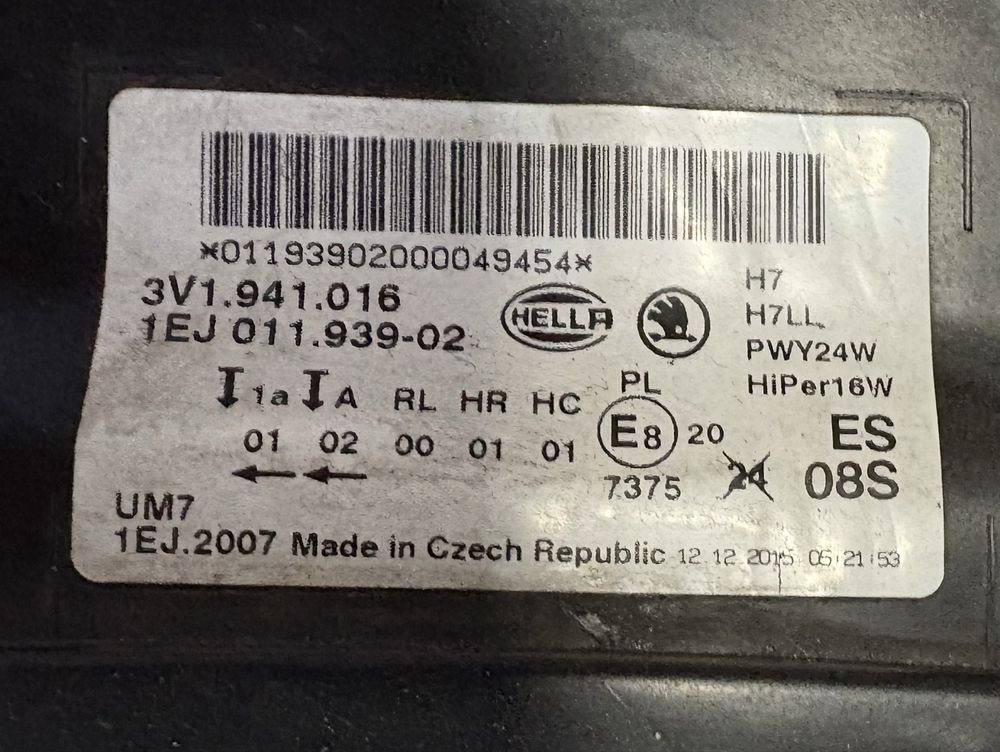 *01193902000049454*
3V1.941.016
1EJ 011.939-02
HELLA
H7
H7LL
PWY24W
HiPer16W
1a A RL HR HC PL
01 02 00 01 01 E8 20 ES
7375 24 08S
UM7
1EJ.2007 Made in Czech Republic 12.12.2015 05:21:53